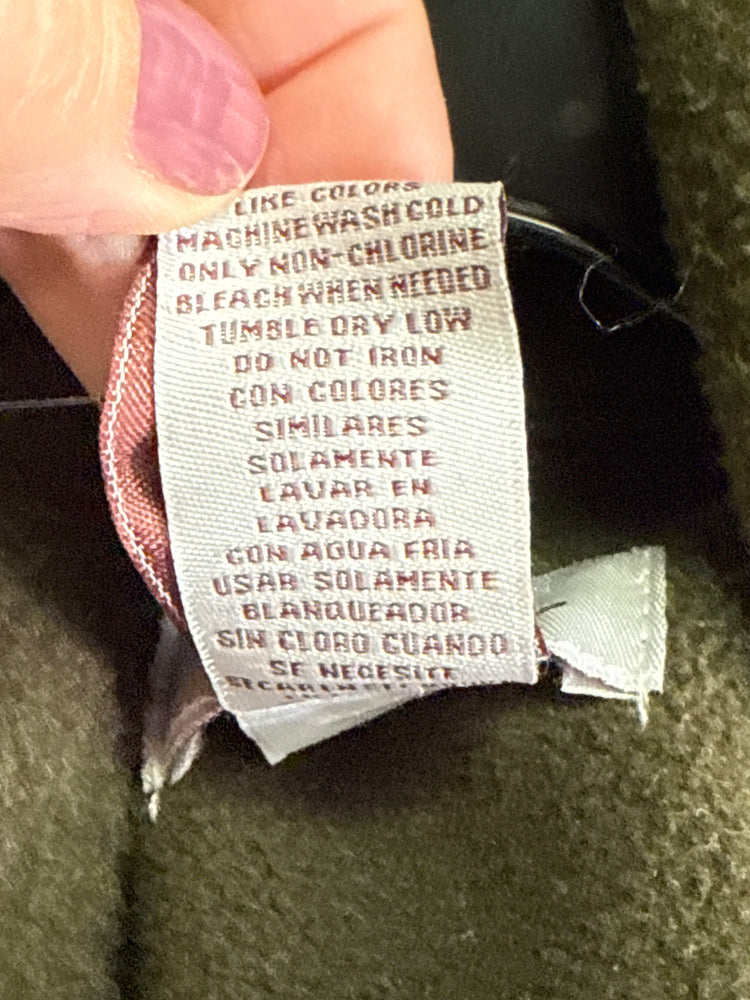 LIKE COLORS
MACHINE WASH COLD
ONLY NON-CHLORINE
BLEACH WHEN NEEDED
TUMBLE DRY LOW
DO NOT IRON
CON COLORES
SIMILARES
SOLAMENTE
LAVAR EN
LAVADORA
CON AGUA FRIA
USAR SOLAMENTE
BLANQUEADOR
SIN CLORO CUANDO
SE NECESITE